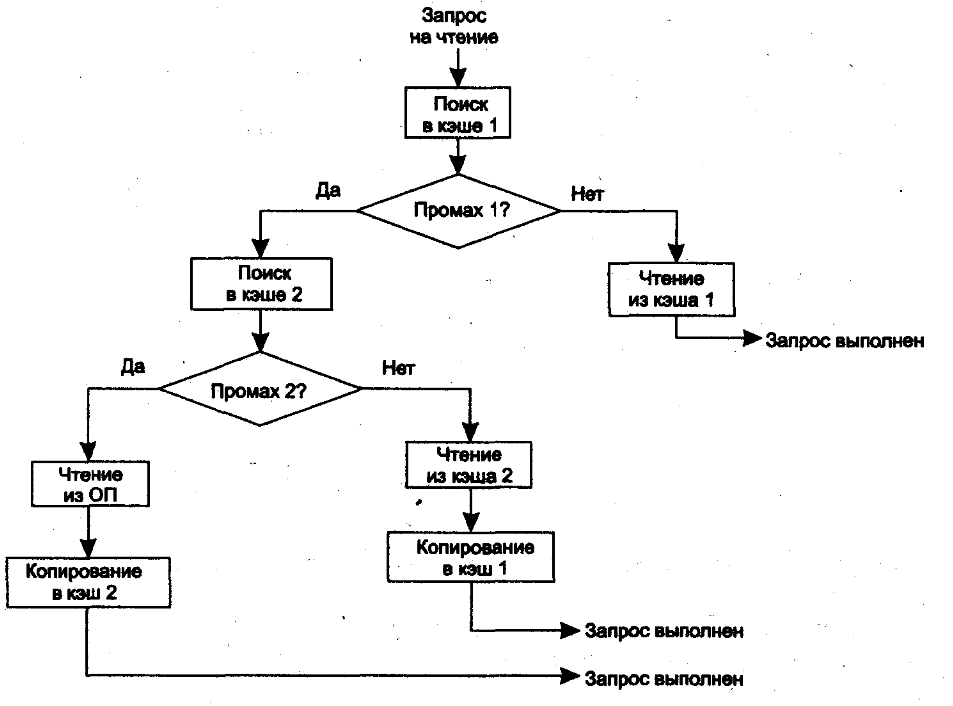 Запрос
на чтение
Поиск
в кэше 1
Да
Промах 1?
Нет
Поиск
в кэше 2
Чтение
из кэша 1
Запрос выполнен
Да
Промах 2?
Нет
Чтение
из ОП
Чтение
из кэша 2
Копирование
в кэш 2
Копирование
в кэш 1
Запрос выполнен
Запрос выполнен